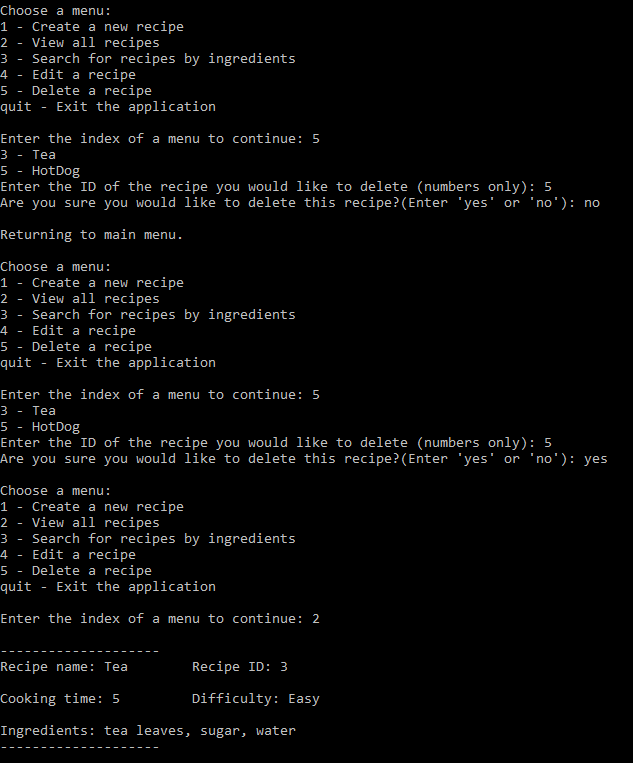 Choose a menu:
1 - Create a new recipe
2 - View all recipes
3 - Search for recipes by ingredients
4 - Edit a recipe
5 - Delete a recipe
quit - Exit the application
Enter the index of a menu to continue: 5
3 - Tea
5 - HotDog
Enter the ID of the recipe you would like to delete (numbers only): 5
Are you sure you would like to delete this recipe?(Enter 'yes' or 'no'): no
Returning to main menu.
Choose a menu:
1 - Create a new recipe
2 - View all recipes
3 - Search for recipes by ingredients
4 - Edit a recipe
5 - Delete a recipe
quit - Exit the application
Enter the index of a menu to continue: 5
3 - Tea
5 - HotDog
Enter the ID of the recipe you would like to delete (numbers only): 5
Are you sure you would like to delete this recipe?(Enter 'yes' or 'no'): yes
Choose a menu:
1 - Create a new recipe
2 - View all recipes
3 - Search for recipes by ingredients
4 - Edit a recipe
5 - Delete a recipe
quit - Exit the application
Enter the index of a menu to continue: 2
--------------------
Recipe name: Tea        Recipe ID: 3
Cooking time: 5         Difficulty: Easy
Ingredients: tea leaves, sugar, water
--------------------